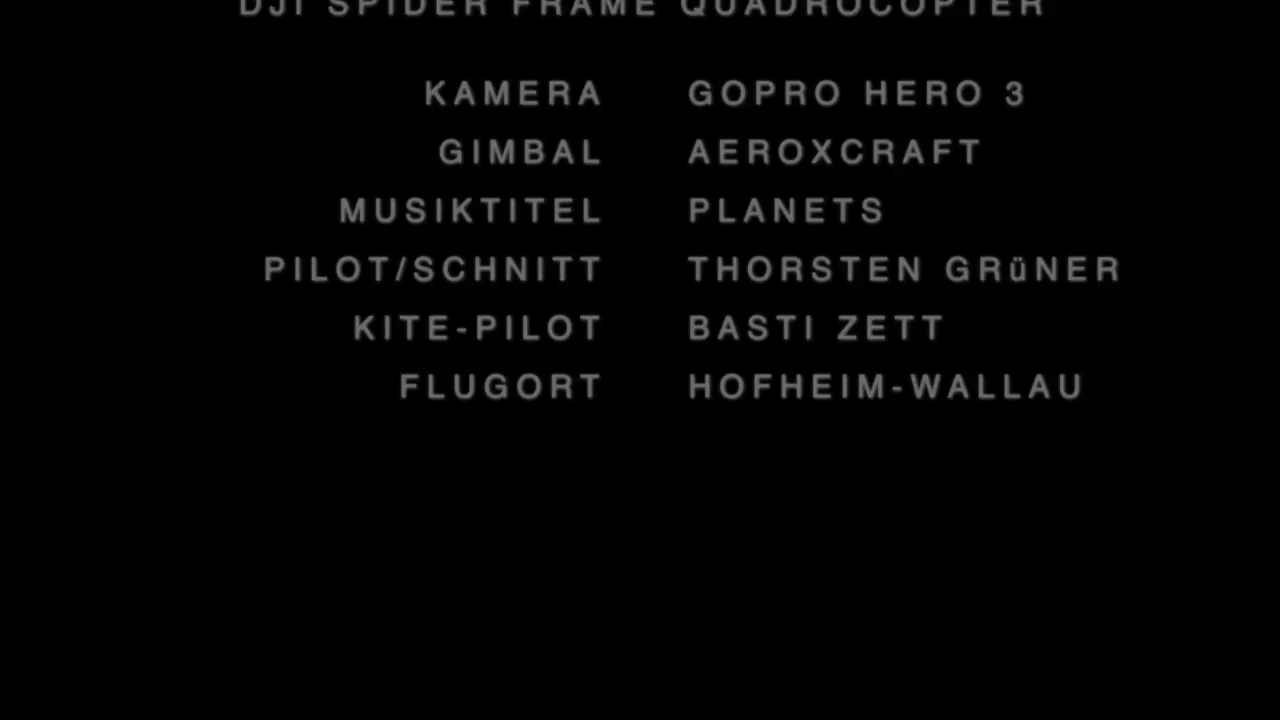 DJI SPIDER FRAME QUADROCOPTER
KAMERA GOPRO HERO 3
GIMBAL AEROXCRAFT
MUSIKTITEL PLANETS
PILOT/SCHNITT THORSTEN GRüNER
KITE-PILOT BASTI ZETT
FLUGORT HOFHEIM-WALLAU